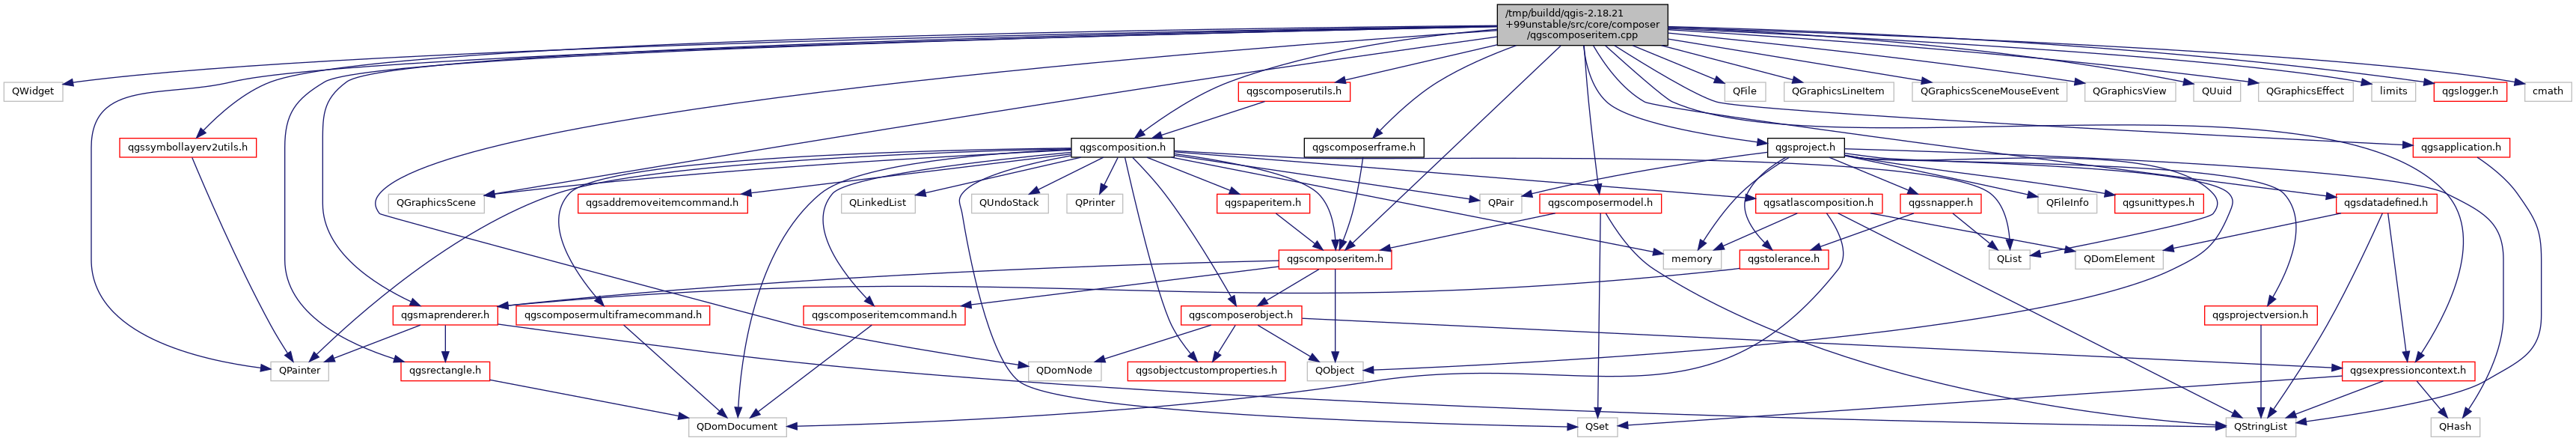 /tmp/buildd/qgis-2.18.21
+99unstable/src/core/composer
/qgscomposeritem.cpp
QWidget
qgscomposerutils.h
QFile
QGraphicsLineItem
QGraphicsSceneMouseEvent
QGraphicsView
QUuid
QGraphicsEffect
limits
qgslogger.h
cmath
qgssymbollayerv2utils.h
qgscomposition.h
qgscomposerframe.h
qgsproject.h
qgsapplication.h
QGraphicsScene
qgsaddremoveitemcommand.h
QLinkedList
QUndoStack
QPrinter
qgspaperitem.h
QPair
qgscomposermodel.h
qgsatlascomposition.h
qgssnapper.h
QFileInfo
qgsunittypes.h
qgsdatadefined.h
qgscomposeritem.h
memory
qgstolerance.h
QList
QDomElement
qgsmaprenderer.h
qgscomposermultiframecommand.h
qgscomposeritemcommand.h
qgscomposerobject.h
qgsprojectversion.h
QPainter
qgsrectangle.h
QDomNode
qgsobjectcustomproperties.h
QObject
qgsexpressioncontext.h
QDomDocument
QSet
QStringList
QHash